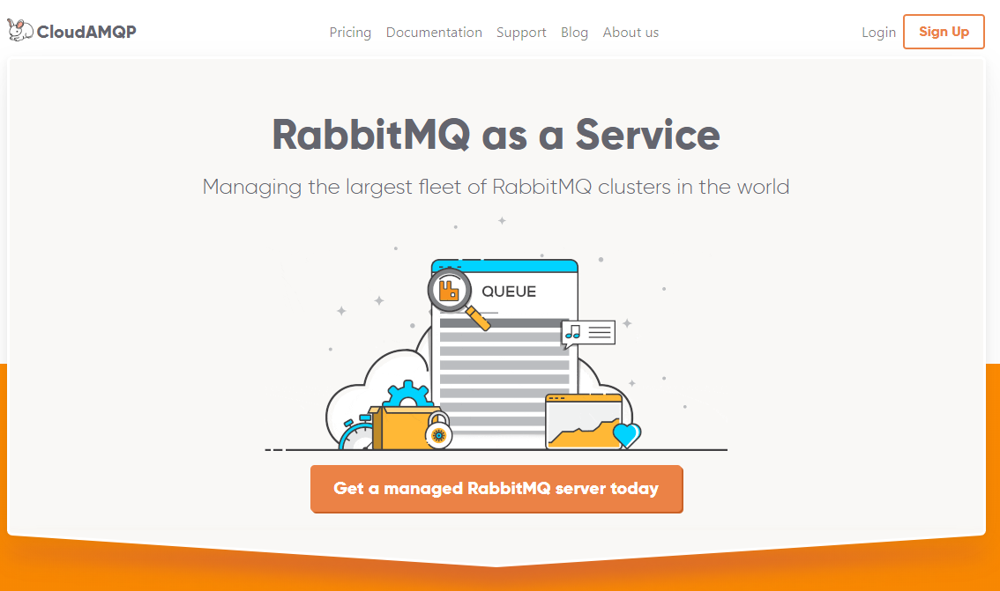 CloudAMQP
Pricing Documentation Support Blog About us
Login Sign Up
RabbitMQ as a Service
Managing the largest fleet of RabbitMQ clusters in the world
QUEUE
Get a managed RabbitMQ server today